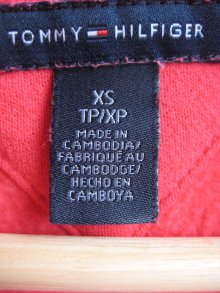 TOMMY HILFIGER
XS
TP/XP
MADE IN
CAMBODIA/
FABRIQUÉ AU
CAMBODGE/
HECHO EN
CAMBOYA